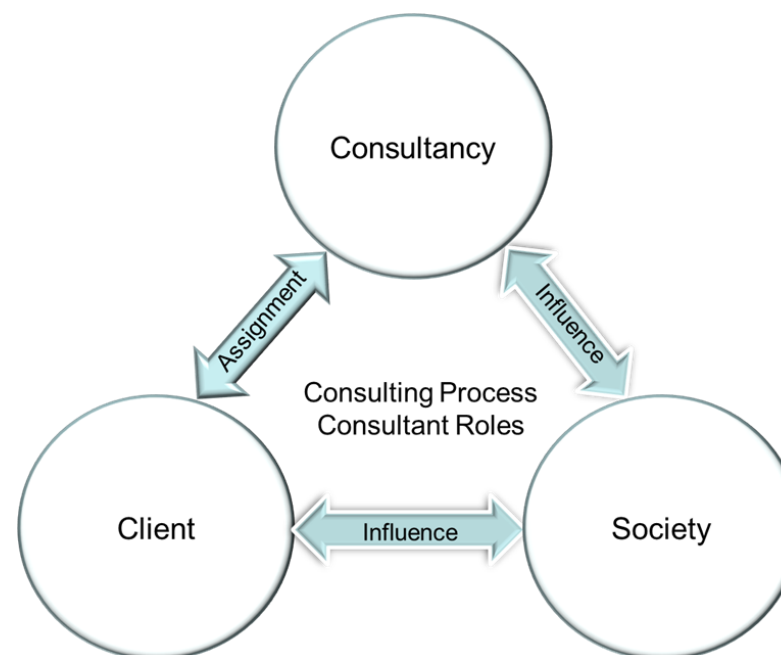 Consultancy
Assignment
Influence
Consulting Process
Consultant Roles
Client
Influence
Society